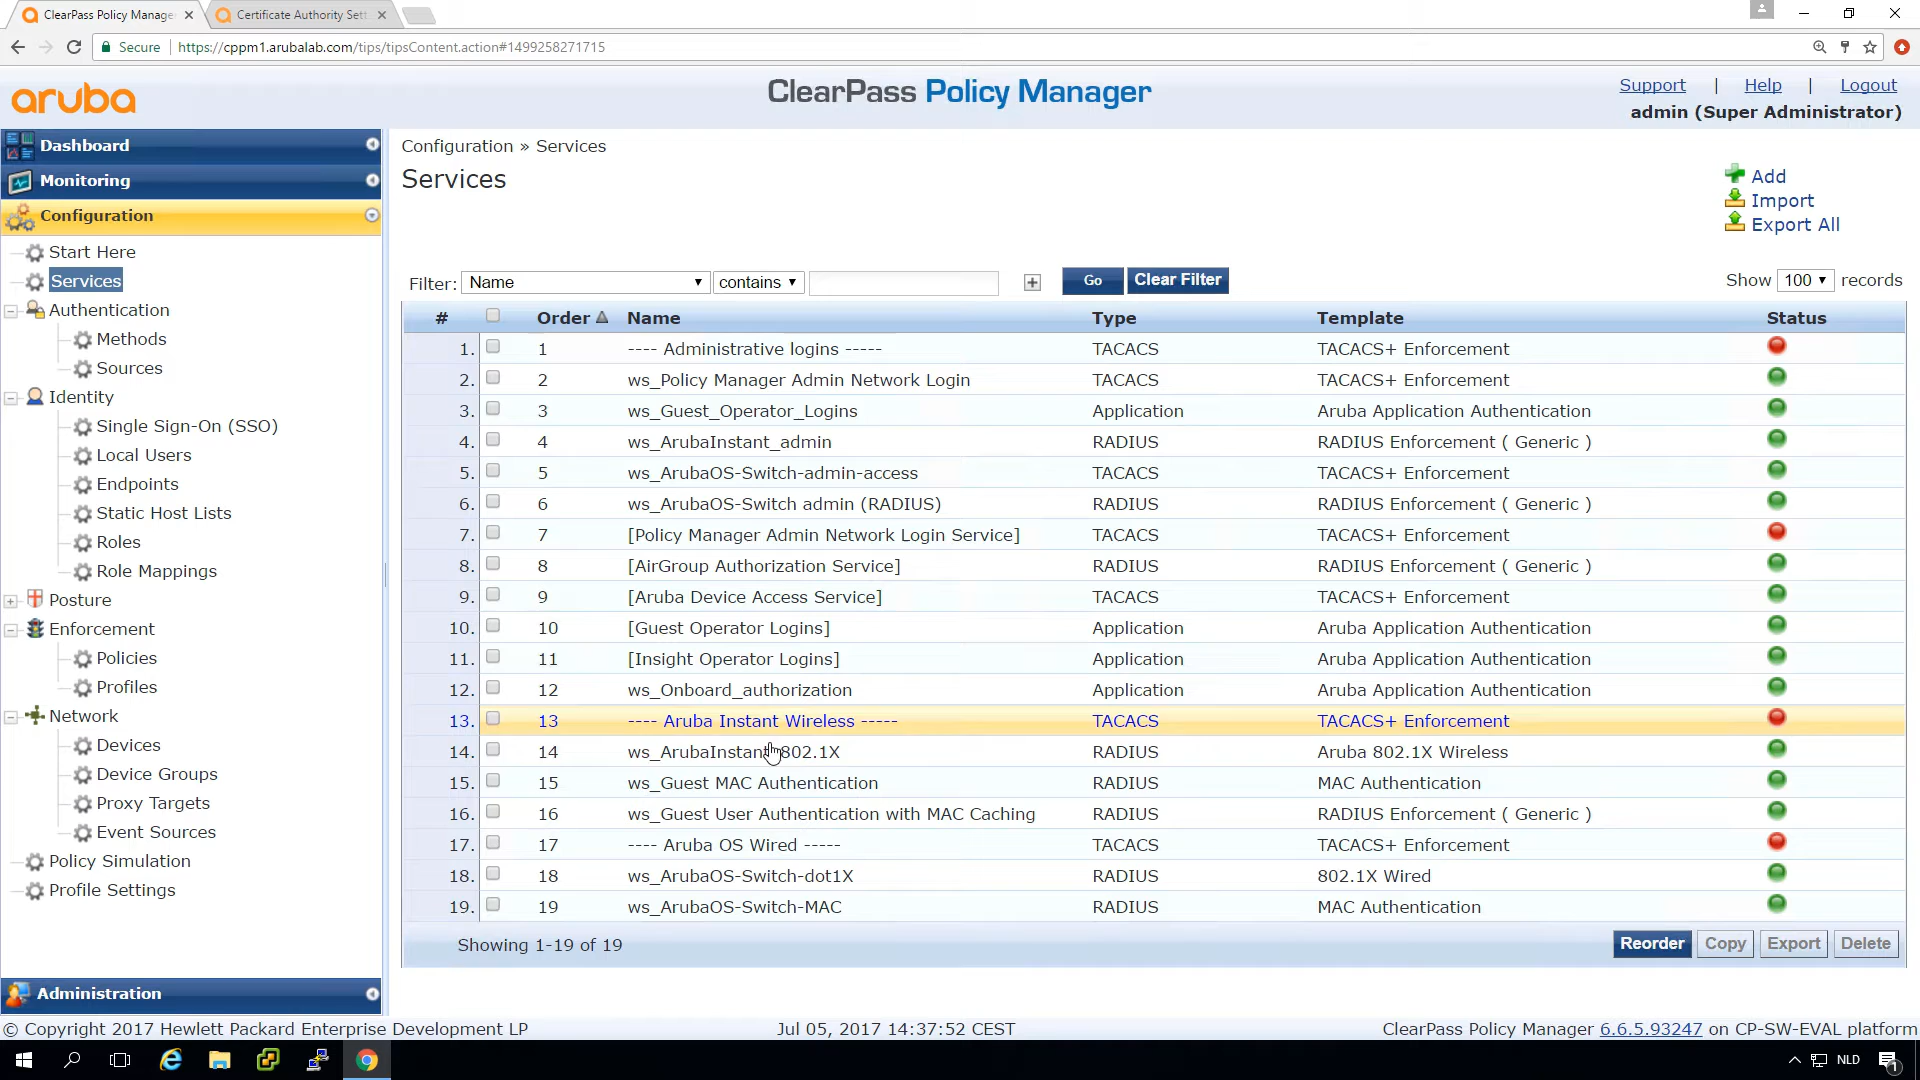 ClearPass Policy Manage
Certificate Authority Sett
Secure
https://cppm1.arubalab.com/tips/tipsContent.action#1499258271715
aruba
ClearPass Policy Manager
Support | Help | Logout
admin (Super Administrator)
Dashboard
Monitoring
Configuration
Start Here
Services
Authentication
Methods
Sources
Identity
Single Sign-On (SSO)
Local Users
Endpoints
Static Host Lists
Roles
Role Mappings
Posture
Enforcement
Policies
Profiles
Network
Devices
Device Groups
Proxy Targets
Event Sources
Policy Simulation
Profile Settings
Administration
Configuration » Services
Services
Add
Import
Export All
Filter: Name contains Go Clear Filter Show 100 records
# Order Name Type Template Status
1. 1 ---- Administrative logins ----- TACACS TACACS+ Enforcement
2. 2 ws_Policy Manager Admin Network Login TACACS TACACS+ Enforcement
3. 3 ws_Guest_Operator_Logins Application Aruba Application Authentication
4. 4 ws_ArubaInstant_admin RADIUS RADIUS Enforcement ( Generic )
5. 5 ws_ArubaOS-Switch-admin-access TACACS TACACS+ Enforcement
6. 6 ws_ArubaOS-Switch admin (RADIUS) RADIUS RADIUS Enforcement ( Generic )
7. 7 [Policy Manager Admin Network Login Service] TACACS TACACS+ Enforcement
8. 8 [AirGroup Authorization Service] RADIUS RADIUS Enforcement ( Generic )
9. 9 [Aruba Device Access Service] TACACS TACACS+ Enforcement
10. 10 [Guest Operator Logins] Application Aruba Application Authentication
11. 11 [Insight Operator Logins] Application Aruba Application Authentication
12. 12 ws_Onboard_authorization Application Aruba Application Authentication
13. 13 ---- Aruba Instant Wireless ----- TACACS TACACS+ Enforcement
14. 14 ws_ArubaInstant 802.1X RADIUS Aruba 802.1X Wireless
15. 15 ws_Guest MAC Authentication RADIUS MAC Authentication
16. 16 ws_Guest User Authentication with MAC Caching RADIUS RADIUS Enforcement ( Generic )
17. 17 ---- Aruba OS Wired ----- TACACS TACACS+ Enforcement
18. 18 ws_ArubaOS-Switch-dot1X RADIUS 802.1X Wired
19. 19 ws_ArubaOS-Switch-MAC RADIUS MAC Authentication
Showing 1-19 of 19 Reorder Copy Export Delete
© Copyright 2017 Hewlett Packard Enterprise Development LP Jul 05, 2017 14:37:52 CEST ClearPass Policy Manager 6.6.5.93247 on CP-SW-EVAL platform
NLD
1